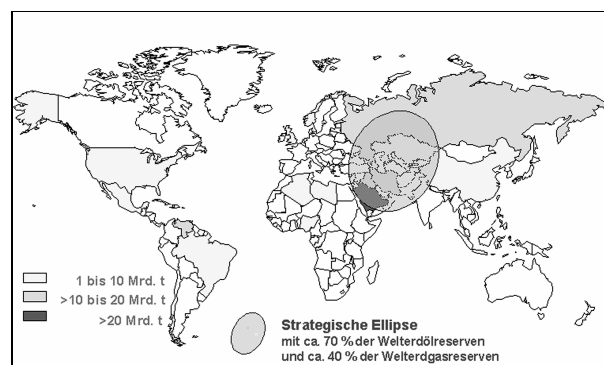 1 bis 10 Mrd. t
>10 bis 20 Mrd. t
>20 Mrd. t
Strategische Ellipse
mit ca. 70 % der Welterdölreserven
und ca. 40 % der Welterdgasreserven